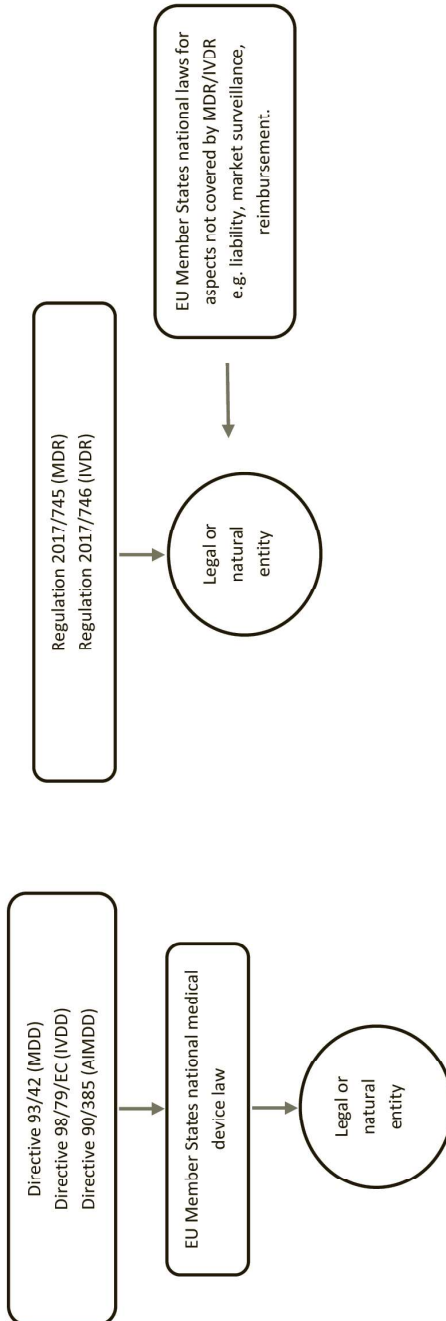 Directive 93/42 (MDD)
Directive 98/79/EC (IVDD)
Directive 90/385 (AIMDD)
EU Member States national medical
device law
Legal or
natural
entity
Regulation 2017/745 (MDR)
Regulation 2017/746 (IVDR)
Legal or
natural
entity
EU Member States national laws for
aspects not covered by MDR/IVDR
e.g. liability, market surveillance,
reimbursement.